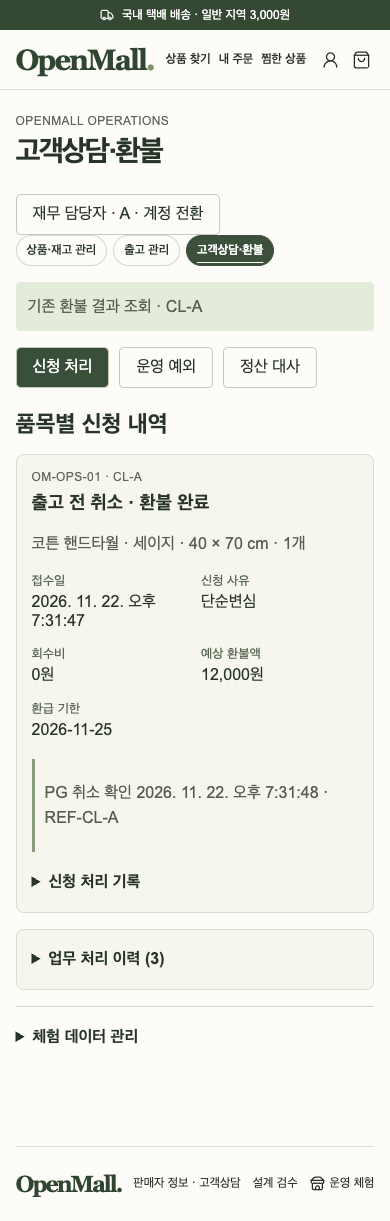 국내 택배 배송 · 일반 지역 3,000원
OpenMall. 상품 찾기 내 주문 찜한 상품
OPENMALL OPERATIONS
고객상담·환불
재무 담당자 · A · 계정 전환
상품·재고 관리 출고 관리 고객상담·환불
기존 환불 결과 조회 · CL-A
신청 처리 운영 예외 정산 대사
품목별 신청 내역
OM-OPS-01 · CL-A
출고 전 취소 · 환불 완료
코튼 핸드타월 · 세이지 · 40 × 70 cm · 1개
접수일 신청 사유
2026. 11. 22. 오후 단순변심
7:31:47
회수비 예상 환불액
0원 12,000원
환급 기한
2026-11-25
PG 취소 확인 2026. 11. 22. 오후 7:31:48 ·
REF-CL-A
▶ 신청 처리 기록
▶ 업무 처리 이력 (3)
▶ 체험 데이터 관리
OpenMall. 판매자 정보 · 고객상담 설계 검수 운영 체험